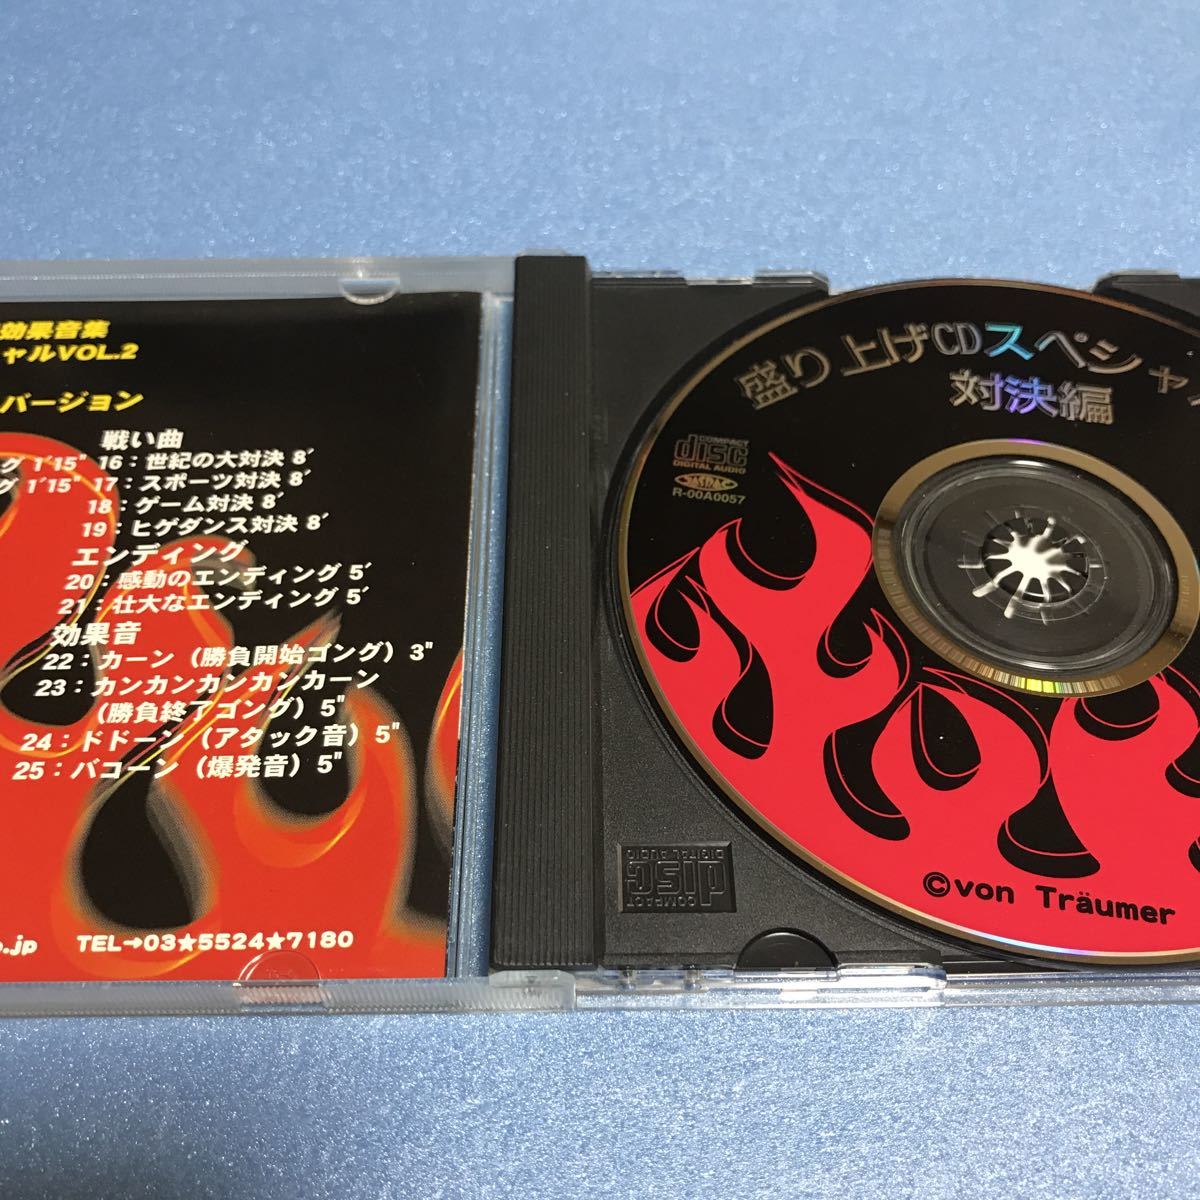 効果音集
ャルVOL.2
バージョン
戦い曲
グ 1′15″ 16：世紀の大対決 8′
グ 1′15″ 17：スポーツ対決 8′
18：ゲーム対決 8′
19：ヒゲダンス対決 8′
エンディング
20：感動のエンディング 5′
21：壮大なエンディング 5′
効果音
22：カーン（勝負開始ゴング）3″
23：カンカンカンカンカーン
（勝負終了ゴング）5″
24：ドドーン（アタック音）5″
25：バコーン（爆発音）5″
.jp TEL→03★5524★7180
盛り上げCDスペシャ
対決編
COMPACT
disc
DIGITAL AUDIO
JASRAC
R-00A0057
©von Träumer
COMPACT
disc
DIGITAL AUDIO